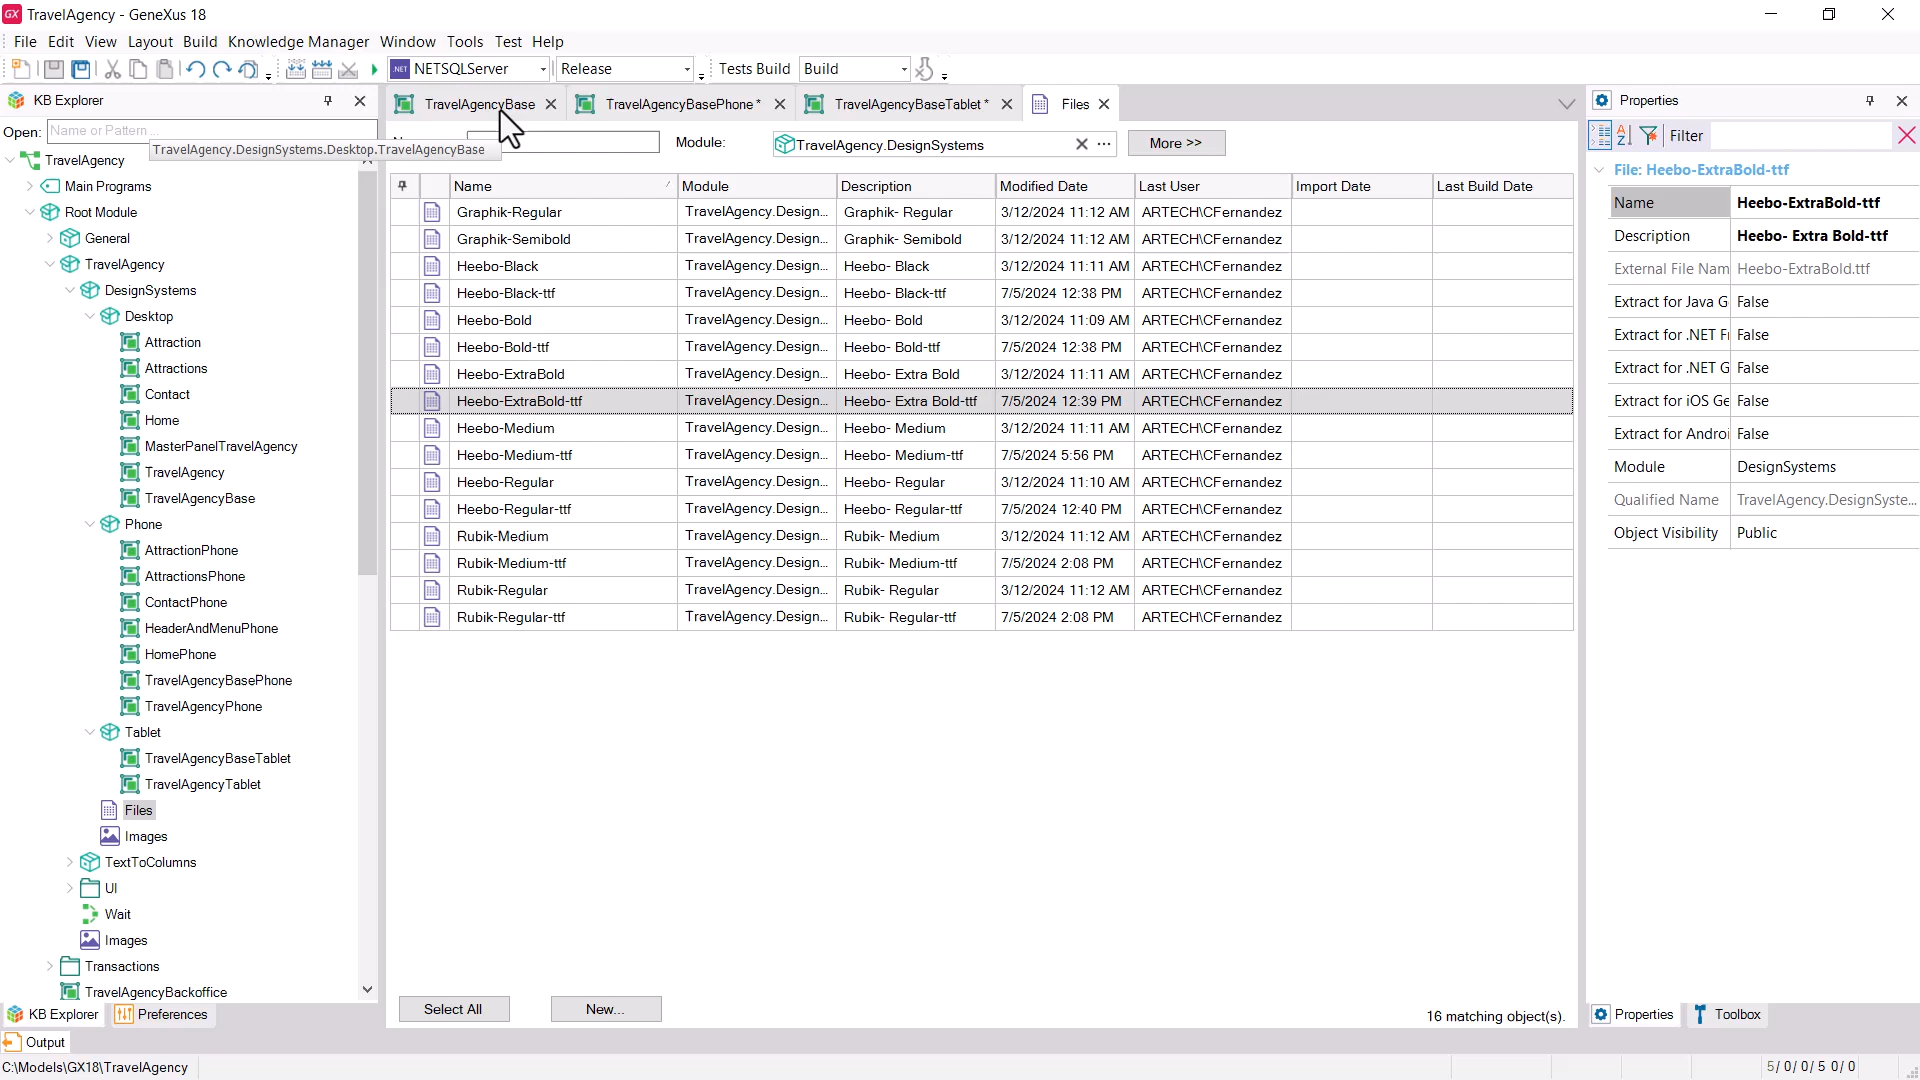 TravelAgency - GeneXus 18
File Edit View Layout Build Knowledge Manager Window Tools Test Help
NETSQLServer Release Tests Build Build
KB Explorer
Open: Name or Pattern ...
TravelAgency
Main Programs
Root Module
General
TravelAgency
DesignSystems
Desktop
Attraction
Attractions
Contact
Home
MasterPanelTravelAgency
TravelAgency
TravelAgencyBase
Phone
AttractionPhone
AttractionsPhone
ContactPhone
HeaderAndMenuPhone
HomePhone
TravelAgencyBasePhone
TravelAgencyPhone
Tablet
TravelAgencyBaseTablet
TravelAgencyTablet
Files
Images
TextToColumns
UI
Wait
Images
Transactions
TravelAgencyBackoffice
KB Explorer Preferences
Output
C:\Models\GX18\TravelAgency
TravelAgencyBase TravelAgencyBasePhone * TravelAgencyBaseTablet * Files
TravelAgency.DesignSystems.Desktop.TravelAgencyBase
Module: TravelAgency.DesignSystems More >>
Name Module Description Modified Date Last User Import Date Last Build Date
Graphik-Regular TravelAgency.Design... Graphik- Regular 3/12/2024 11:12 AM ARTECH\CFernandez
Graphik-Semibold TravelAgency.Design... Graphik- Semibold 3/12/2024 11:12 AM ARTECH\CFernandez
Heebo-Black TravelAgency.Design... Heebo- Black 3/12/2024 11:11 AM ARTECH\CFernandez
Heebo-Black-ttf TravelAgency.Design... Heebo- Black-ttf 7/5/2024 12:38 PM ARTECH\CFernandez
Heebo-Bold TravelAgency.Design... Heebo- Bold 3/12/2024 11:09 AM ARTECH\CFernandez
Heebo-Bold-ttf TravelAgency.Design... Heebo- Bold-ttf 7/5/2024 12:38 PM ARTECH\CFernandez
Heebo-ExtraBold TravelAgency.Design... Heebo- Extra Bold 3/12/2024 11:11 AM ARTECH\CFernandez
Heebo-ExtraBold-ttf TravelAgency.Design... Heebo- Extra Bold-ttf 7/5/2024 12:39 PM ARTECH\CFernandez
Heebo-Medium TravelAgency.Design... Heebo- Medium 3/12/2024 11:11 AM ARTECH\CFernandez
Heebo-Medium-ttf TravelAgency.Design... Heebo- Medium-ttf 7/5/2024 5:56 PM ARTECH\CFernandez
Heebo-Regular TravelAgency.Design... Heebo- Regular 3/12/2024 11:10 AM ARTECH\CFernandez
Heebo-Regular-ttf TravelAgency.Design... Heebo- Regular-ttf 7/5/2024 12:40 PM ARTECH\CFernandez
Rubik-Medium TravelAgency.Design... Rubik- Medium 3/12/2024 11:12 AM ARTECH\CFernandez
Rubik-Medium-ttf TravelAgency.Design... Rubik- Medium-ttf 7/5/2024 2:08 PM ARTECH\CFernandez
Rubik-Regular TravelAgency.Design... Rubik- Regular 3/12/2024 11:12 AM ARTECH\CFernandez
Rubik-Regular-ttf TravelAgency.Design... Rubik- Regular-ttf 7/5/2024 2:08 PM ARTECH\CFernandez
Select All New... 16 matching object(s).
Properties
Filter
File: Heebo-ExtraBold-ttf
Name Heebo-ExtraBold-ttf
Description Heebo- Extra Bold-ttf
External File Nam Heebo-ExtraBold.ttf
Extract for Java G False
Extract for .NET F False
Extract for .NET G False
Extract for iOS Ge False
Extract for Androi False
Module DesignSystems
Qualified Name TravelAgency.DesignSyste...
Object Visibility Public
Properties Toolbox
5/ 0/ 0/ 5 0/ 0